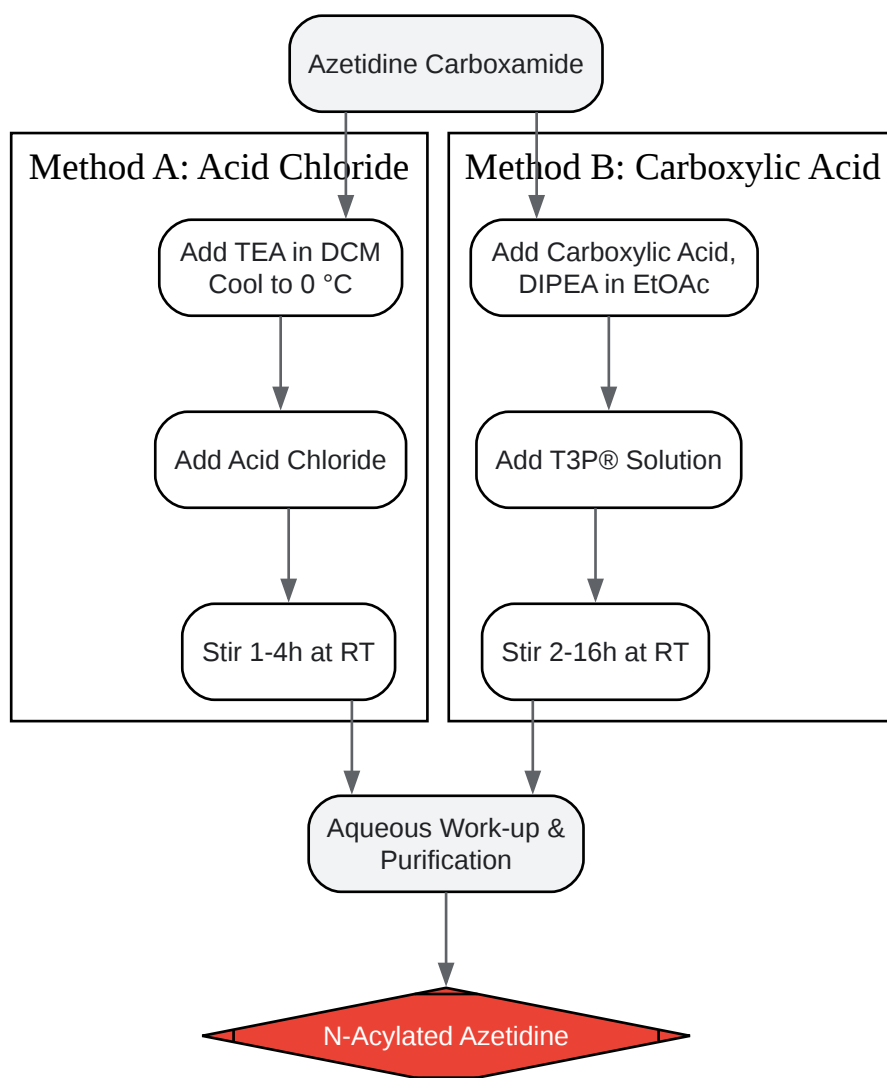 Azetidine Carboxamide
Method A: Acid Chloride
Add TEA in DCM
Cool to 0 °C
Add Acid Chloride
Stir 1-4h at RT
Method B: Carboxylic Acid
Add Carboxylic Acid,
DIPEA in EtOAc
Add T3P® Solution
Stir 2-16h at RT
Aqueous Work-up &
Purification
N-Acylated Azetidine